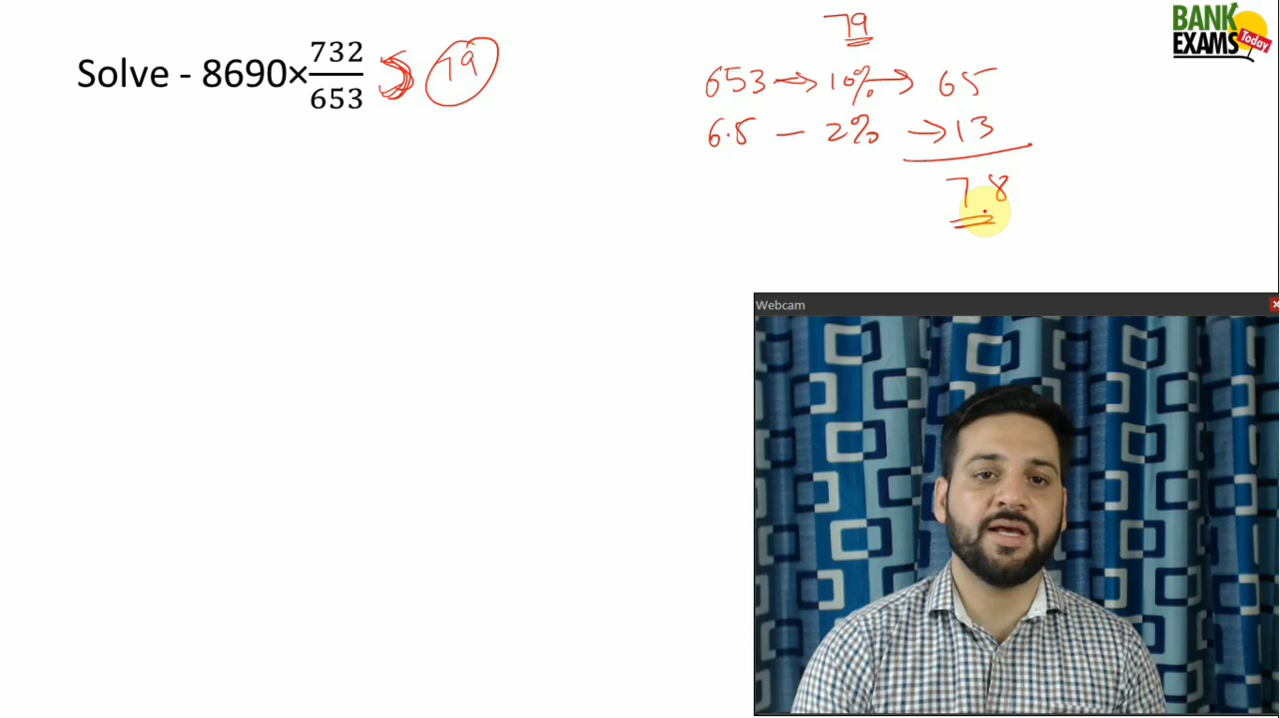 Solve - 8690×732/653
79
79
653 → 10% → 65
6.5 — 2% → 13
7.8
BANK
EXAMS Today
Webcam